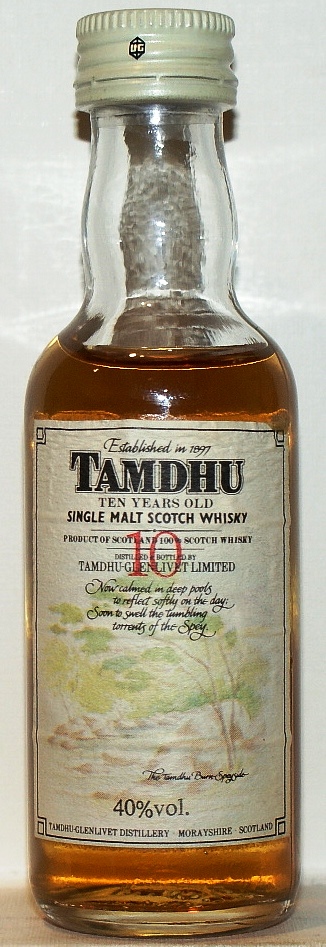 UG
Established in 1897
TAMDHU
TEN YEARS OLD
SINGLE MALT SCOTCH WHISKY
PRODUCT OF SCOTLAND 100% SCOTCH WHISKY
10
DISTILLED & BOTTLED BY
TAMDHU-GLENLIVET LIMITED
Now calmed in deep pools
to reflect softly on the day;
Soon to swell the tumbling
torrents of the Spey.
The Tamdhu Burn-Speyside
40%vol.
TAMDHU-GLENLIVET DISTILLERY · MORAYSHIRE · SCOTLAND